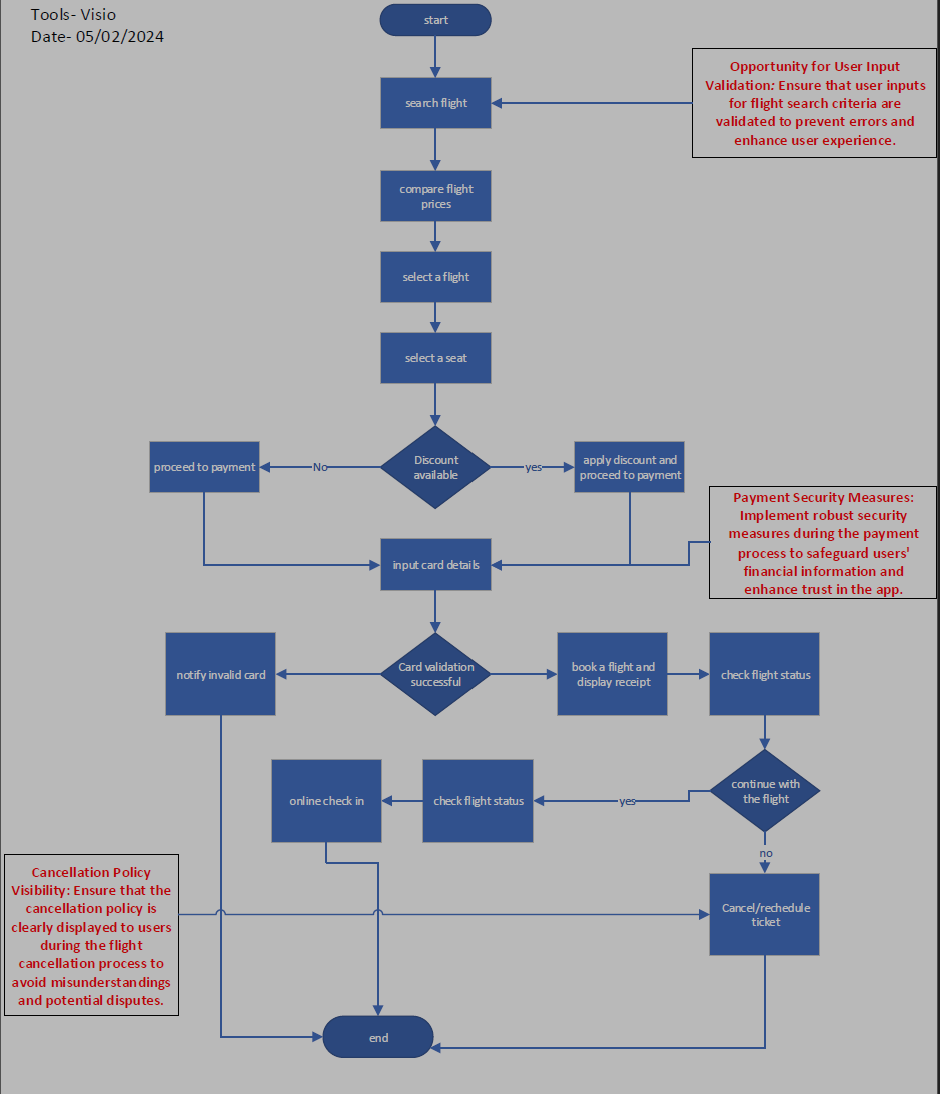 Tools- Visio
Date- 05/02/2024
start
search flight
Opportunity for User Input
Validation: Ensure that user inputs
for flight search criteria are
validated to prevent errors and
enhance user experience.
compare flight
prices
select a flight
select a seat
Discount
available
No
proceed to payment
yes
apply discount and
proceed to payment
Payment Security Measures:
Implement robust security
measures during the payment
process to safeguard users'
financial information and
enhance trust in the app.
input card details
Card validation
successful
notify invalid card
book a flight and
display receipt
check flight status
continue with
the flight
yes
check flight status
online check in
no
Cancel/rechedule
ticket
Cancellation Policy
Visibility: Ensure that the
cancellation policy is
clearly displayed to users
during the flight
cancellation process to
avoid misunderstandings
and potential disputes.
end